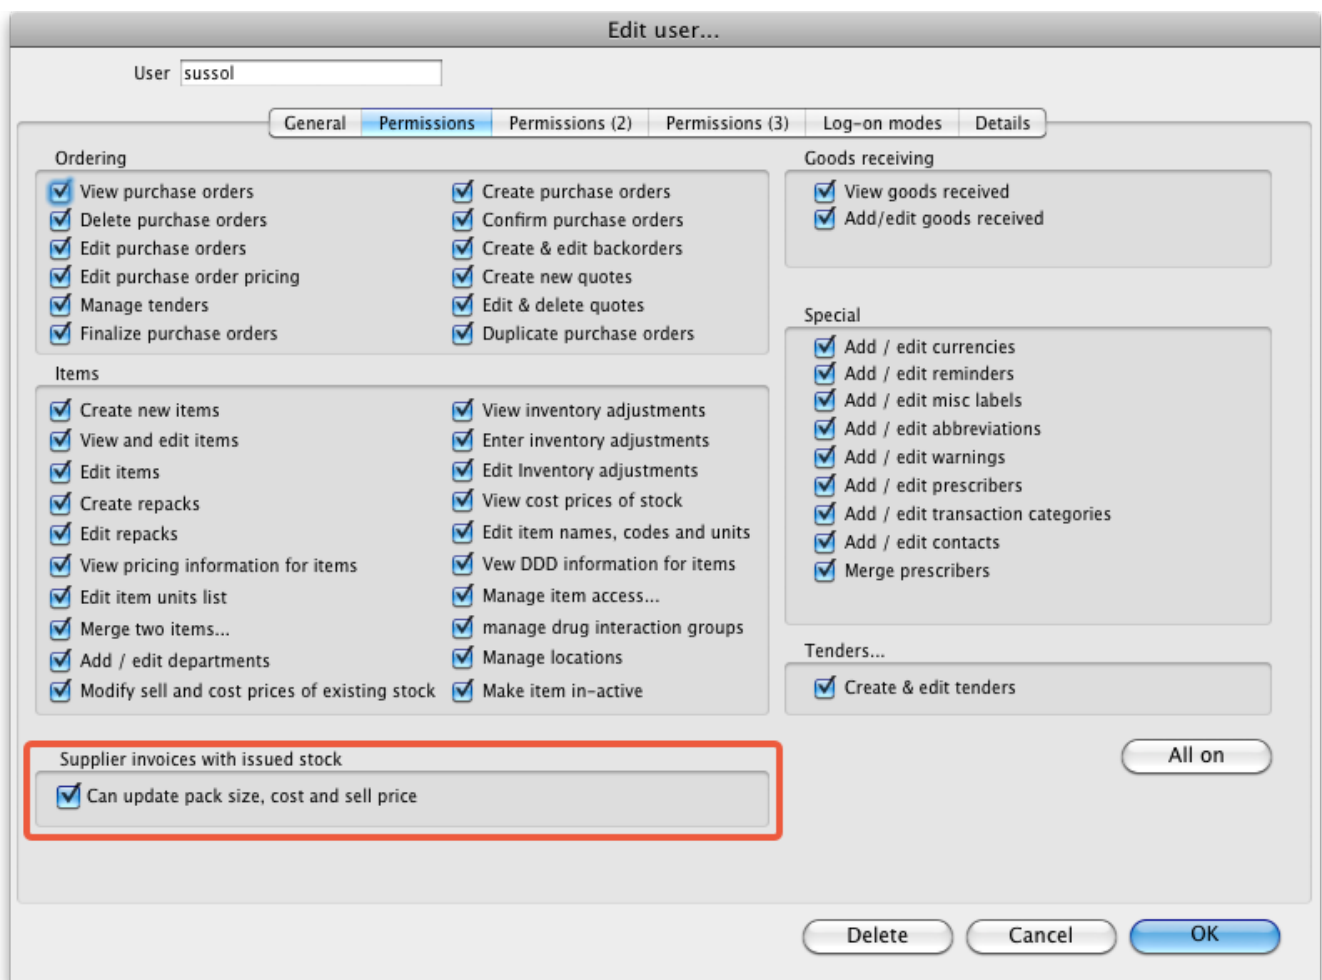 Edit user...
User sussol
General Permissions Permissions (2) Permissions (3) Log-on modes Details
Ordering
View purchase orders
Delete purchase orders
Edit purchase orders
Edit purchase order pricing
Manage tenders
Finalize purchase orders
Create purchase orders
Confirm purchase orders
Create & edit backorders
Create new quotes
Edit & delete quotes
Duplicate purchase orders
Items
Create new items
View and edit items
Edit items
Create repacks
Edit repacks
View pricing information for items
Edit item units list
Merge two items...
Add / edit departments
Modify sell and cost prices of existing stock
View inventory adjustments
Enter inventory adjustments
Edit Inventory adjustments
View cost prices of stock
Edit item names, codes and units
Vew DDD information for items
Manage item access...
manage drug interaction groups
Manage locations
Make item in-active
Supplier invoices with issued stock
Can update pack size, cost and sell price
Goods receiving
View goods received
Add/edit goods received
Special
Add / edit currencies
Add / edit reminders
Add / edit misc labels
Add / edit abbreviations
Add / edit warnings
Add / edit prescribers
Add / edit transaction categories
Add / edit contacts
Merge prescribers
Tenders...
Create & edit tenders
All on
Delete Cancel OK